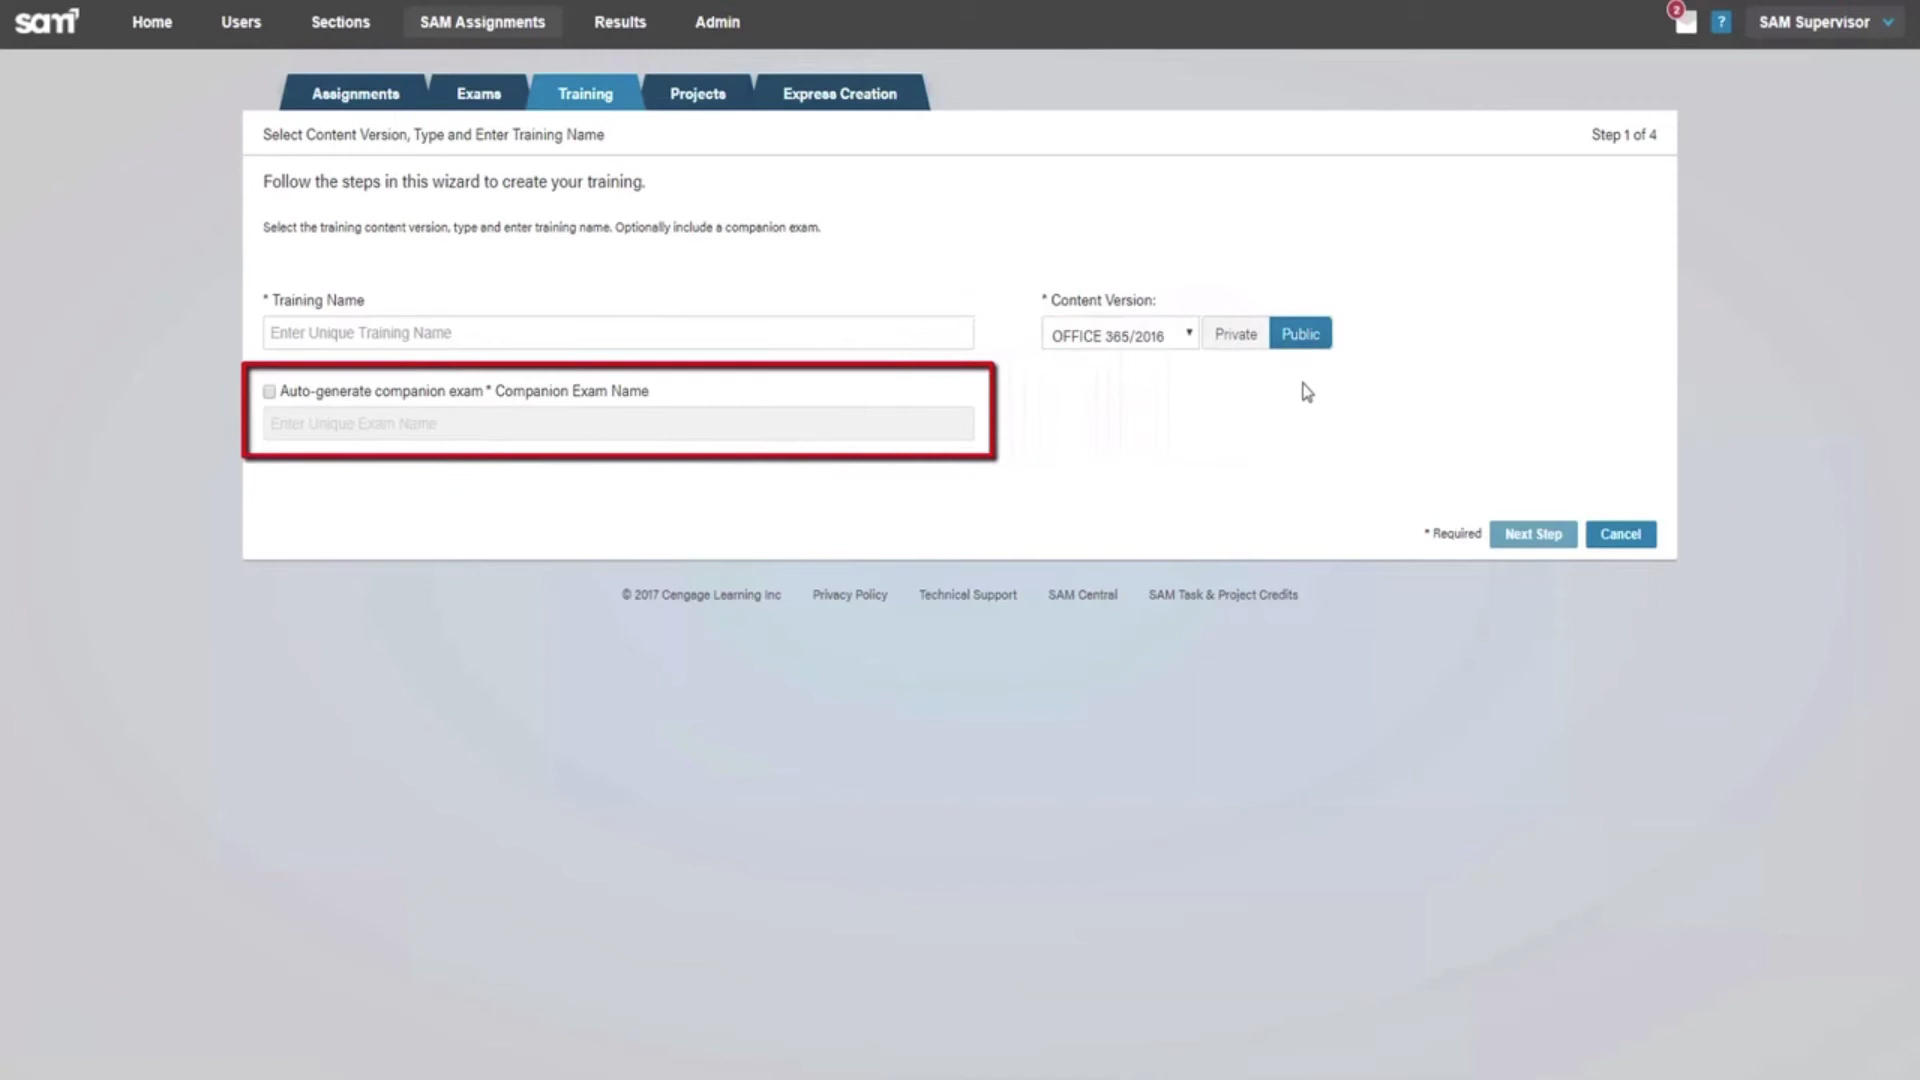 sam Home Users Sections SAM Assignments Results Admin 2 ? SAM Supervisor
Assignments Exams Training Projects Express Creation
Select Content Version, Type and Enter Training Name Step 1 of 4
Follow the steps in this wizard to create your training.
Select the training content version, type and enter training name. Optionally include a companion exam.
* Training Name * Content Version:
Enter Unique Training Name OFFICE 365/2016 Private Public
Auto-generate companion exam * Companion Exam Name
Enter Unique Exam Name
* Required Next Step Cancel
© 2017 Cengage Learning Inc Privacy Policy Technical Support SAM Central SAM Task & Project Credits